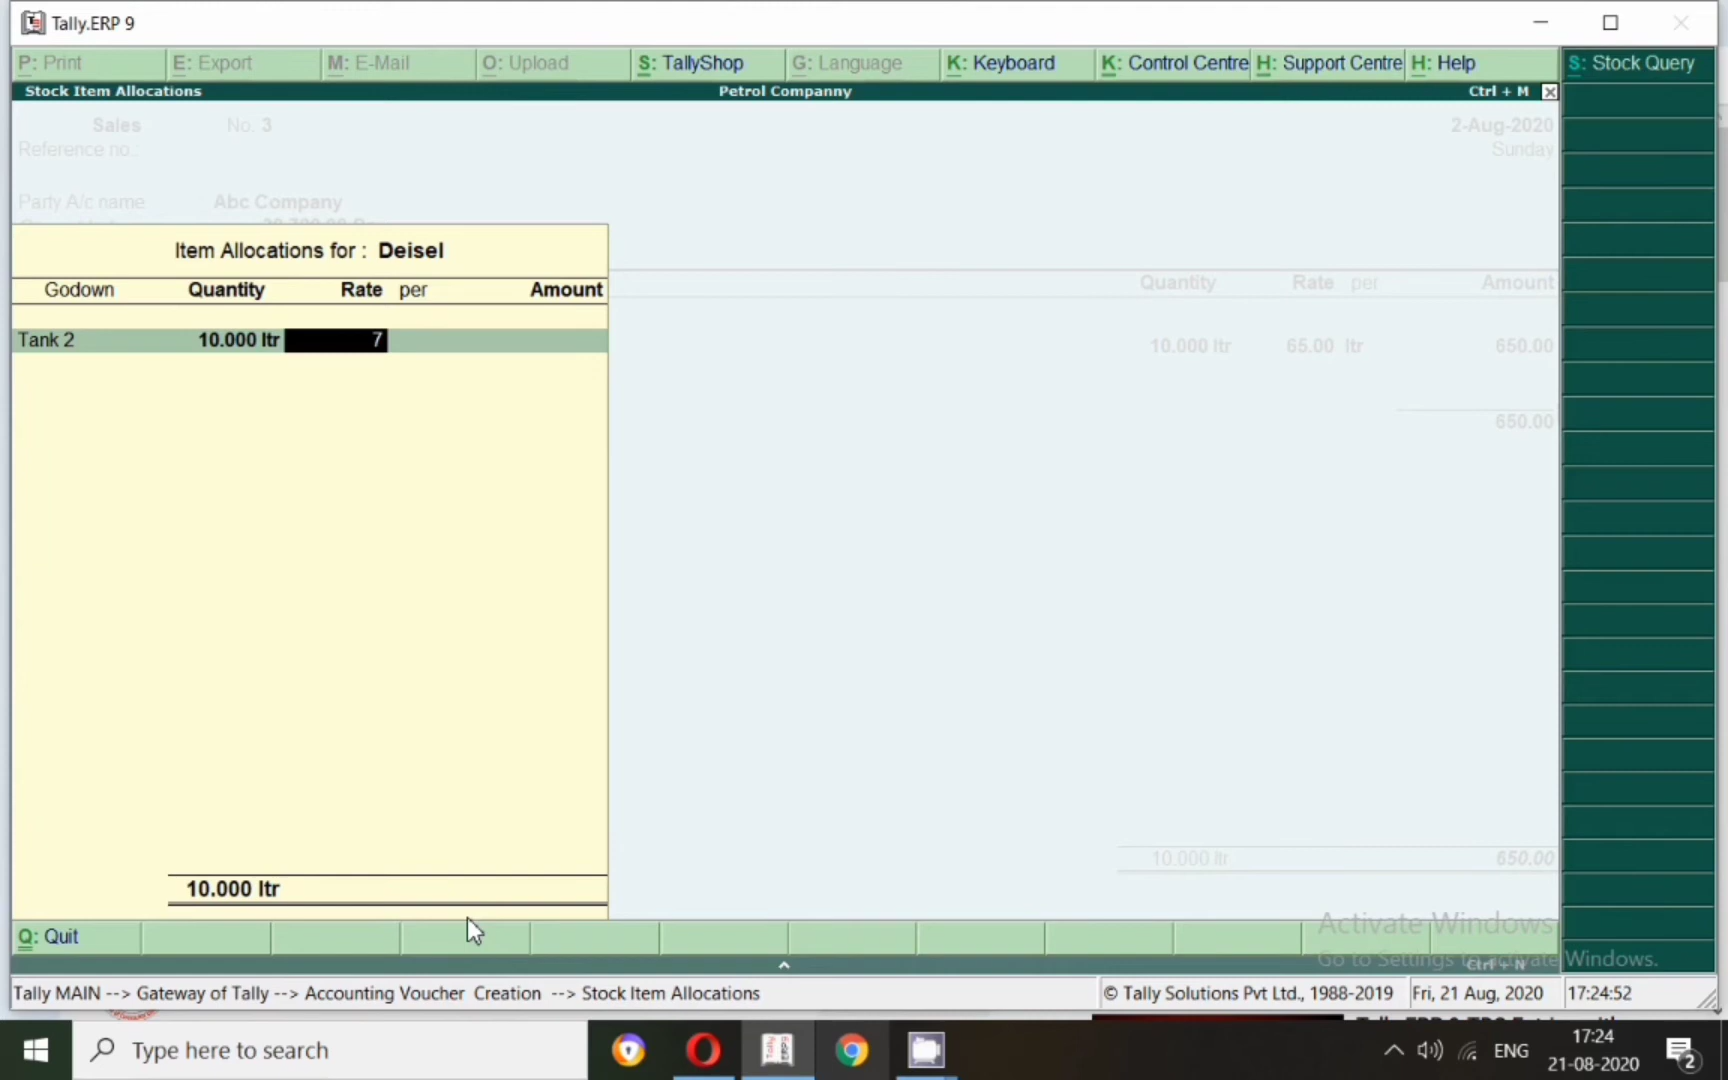 Tally.ERP 9
P: Print E: Export M: E-Mail O: Upload S: TallyShop G: Language K: Keyboard K: Control Centre H: Support Centre H: Help S: Stock Query
Stock Item Allocations Petrol Companny Ctrl + M
Sales No. 3 2-Aug-2020
Reference no.: Sunday
Party A/c name Abc Company
Item Allocations for : Deisel
Godown Quantity Rate per Amount
Quantity Rate per Amount
Tank 2 10.000 ltr 7
10.000 ltr 65.00 ltr 650.00
650.00
10.000 ltr 650.00
10.000 ltr
Activate Windows
Q: Quit
Go to Settings to activate Windows.
Ctrl + N
Tally MAIN --> Gateway of Tally --> Accounting Voucher Creation --> Stock Item Allocations © Tally Solutions Pvt Ltd., 1988-2019 Fri, 21 Aug, 2020 17:24:52
Type here to search
ENG
17:24
21-08-2020
2